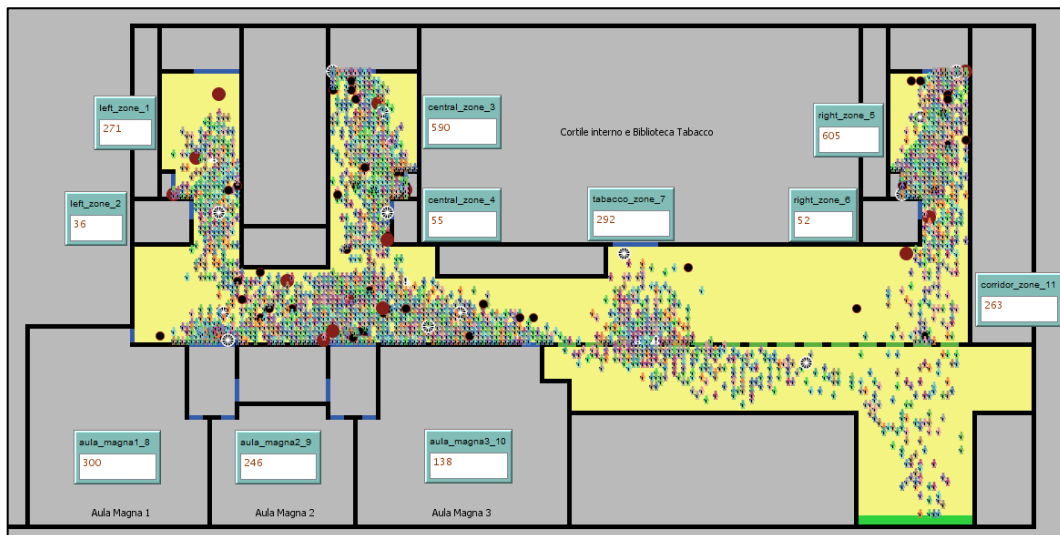 left_zone_1
271
central_zone_3
590
Cortile interno e Biblioteca Tabacco
right_zone_5
605
left_zone_2
36
central_zone_4
55
tabacco_zone_7
292
right_zone_6
52
corridor_zone_11
263
aula_magna1_8
300
aula_magna2_9
246
aula_magna3_10
138
Aula Magna 1
Aula Magna 2
Aula Magna 3